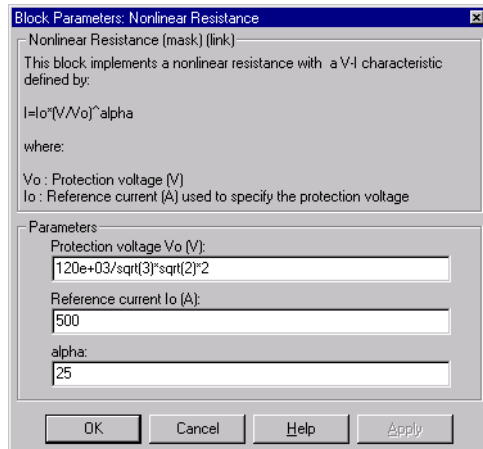 Block Parameters: Nonlinear Resistance
Nonlinear Resistance (mask) (link)
This block implements a nonlinear resistance with a V-I characteristic
defined by:
I=Io*(V/Vo)^alpha
where:
Vo : Protection voltage (V)
Io : Reference current (A) used to specify the protection voltage
Parameters
Protection voltage Vo (V):
120e+03/sqrt(3)*sqrt(2)*2
Reference current Io (A):
500
alpha:
25
OK Cancel Help Apply